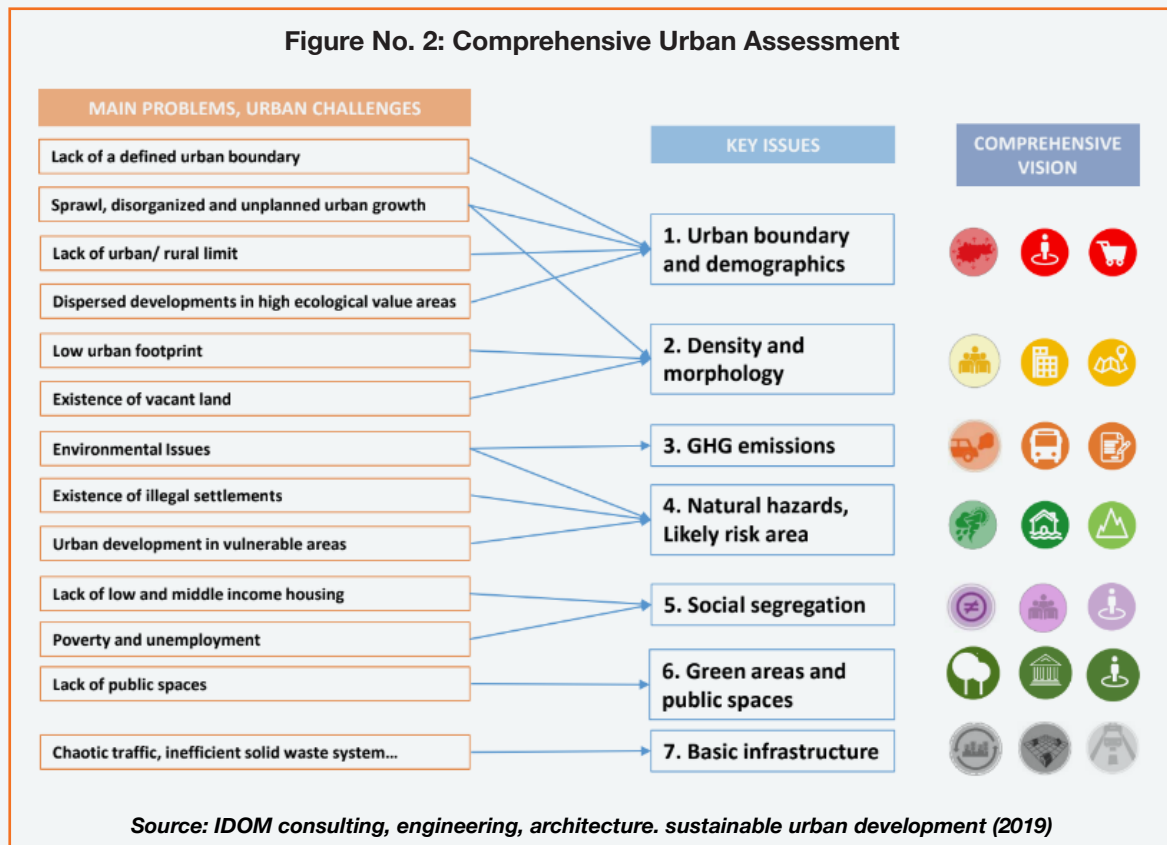 Figure No. 2: Comprehensive Urban Assessment
MAIN PROBLEMS, URBAN CHALLENGES
Lack of a defined urban boundary
Sprawl, disorganized and unplanned urban growth
Lack of urban/ rural limit
Dispersed developments in high ecological value areas
Low urban footprint
Existence of vacant land
Environmental Issues
Existence of illegal settlements
Urban development in vulnerable areas
Lack of low and middle income housing
Poverty and unemployment
Lack of public spaces
Chaotic traffic, inefficient solid waste system...
KEY ISSUES
1. Urban boundary
and demographics
2. Density and
morphology
3. GHG emissions
4. Natural hazards,
Likely risk area
5. Social segregation
6. Green areas and
public spaces
7. Basic infrastructure
COMPREHENSIVE
VISION
Source: IDOM consulting, engineering, architecture. sustainable urban development (2019)